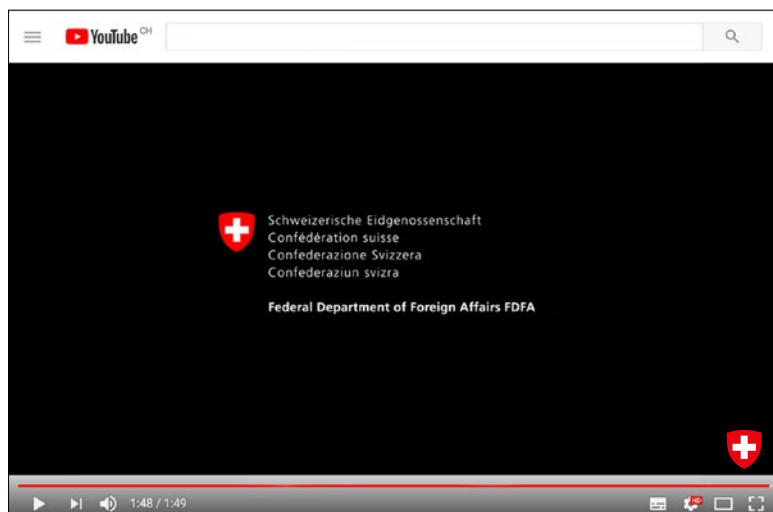 YouTube CH
Schweizerische Eidgenossenschaft
Confédération suisse
Confederazione Svizzera
Confederaziun svizra
Federal Department of Foreign Affairs FDFA
1:48 / 1:49
HD